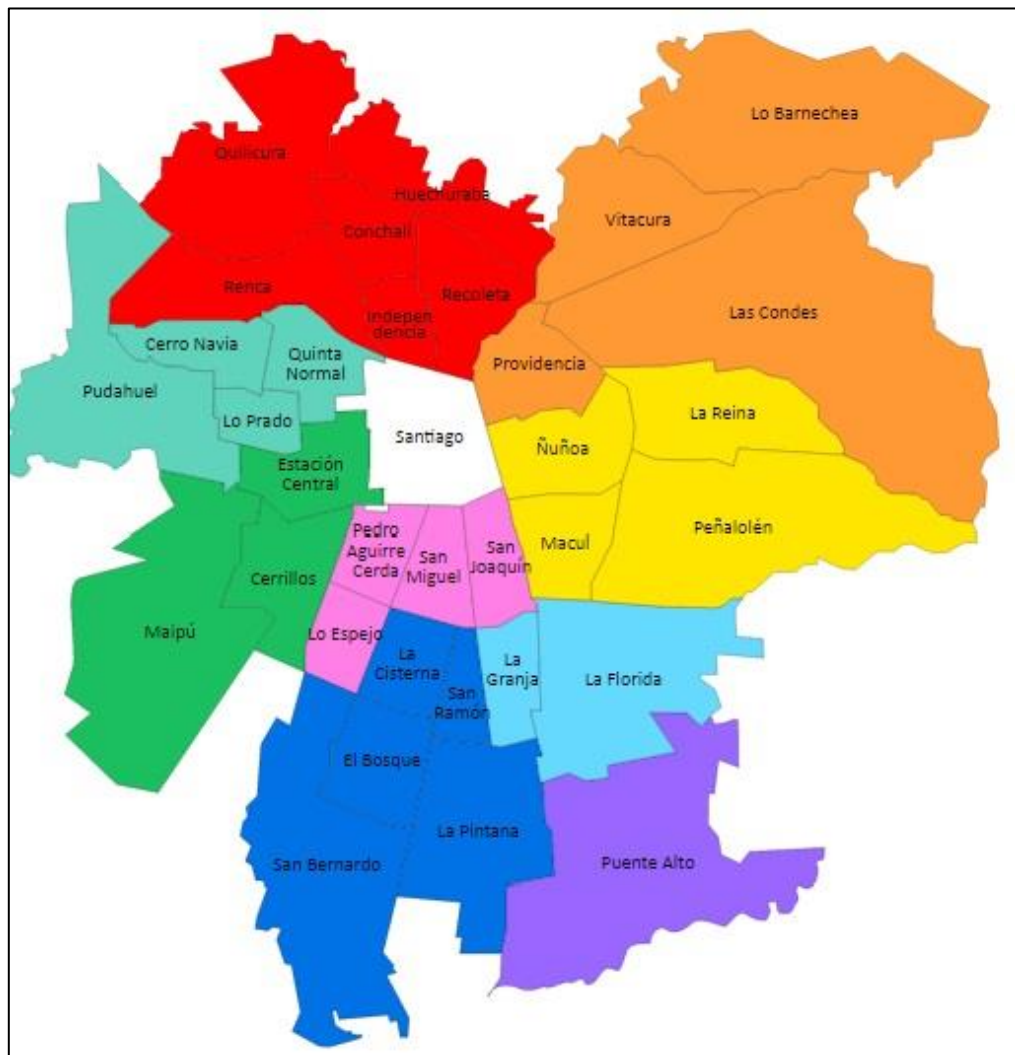 Lo Barnechea
Quilicura
Huechuraba
Vitacura
Conchalí
Renca
Recoleta
Indepen
dencia
Las Condes
Cerro Navia
Quinta
Normal
Providencia
Pudahuel
La Reina
Lo Prado
Santiago
Ñuñoa
Estación
Central
Pedro
Aguirre
Cerda
San
Miguel
San
Joaquín
Macul
Peñalolén
Cerrillos
Maipú
Lo Espejo
La
Cisterna
La
Granja
La Florida
San
Ramón
El Bosque
La Pintana
San Bernardo
Puente Alto